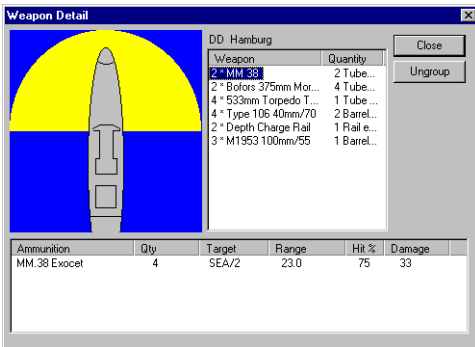 Weapon Detail
DD Hamburg
Close
Ungroup
Weapon Quantity
2 * MM 38 2 Tube...
2 * Bofors 375mm Mor... 4 Tube...
4 * 533mm Torpedo T... 1 Tube ...
4 * Type 106 40mm/70 2 Barrel...
2 * Depth Charge Rail 1 Rail e...
3 * M1953 100mm/55 1 Barrel...
Ammunition Qty Target Range Hit % Damage
MM.38 Exocet 4 SEA/2 23.0 75 33